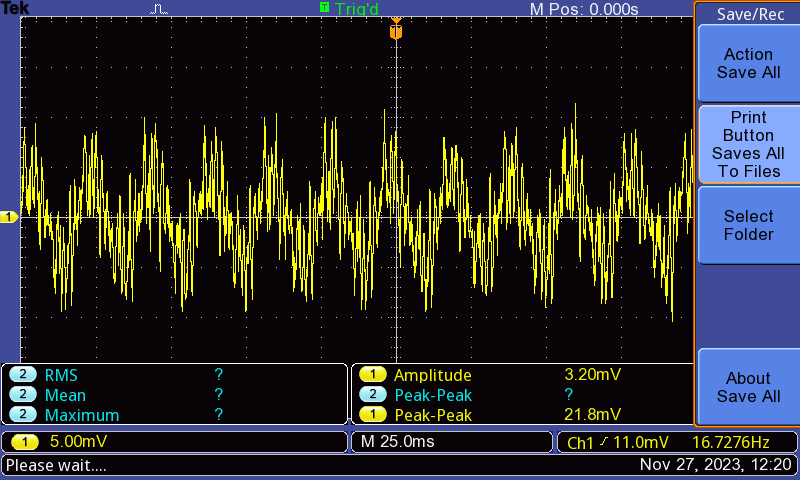 Tek
T Trig'd
M Pos: 0.000s
Save/Rec
T
Action
Save All
Print
Button
Saves All
To Files
1
Select
Folder
2 RMS ?
1 Amplitude 3.20mV
2 Mean ?
2 Peak-Peak ?
2 Maximum ?
1 Peak-Peak 21.8mV
About
Save All
1 5.00mV
M 25.0ms
Ch1 11.0mV 16.7276Hz
Please wait....
Nov 27, 2023, 12:20